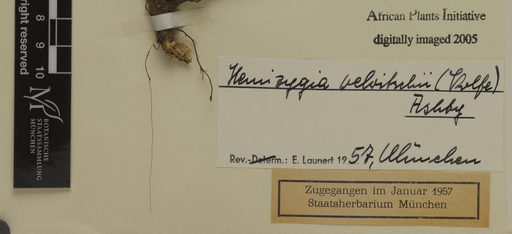 right reserved
8 9 10
BOTANISCHE
STAATSSAMMLUNG
MÜNCHEN
African Plants Initiative
digitally imaged 2005
Hemizygia welwitschii (Rolfe)
Ashby
Rev.-Determ.: E. Launert 1957, München
Zugegangen im Januar 1957
Staatsherbarium München